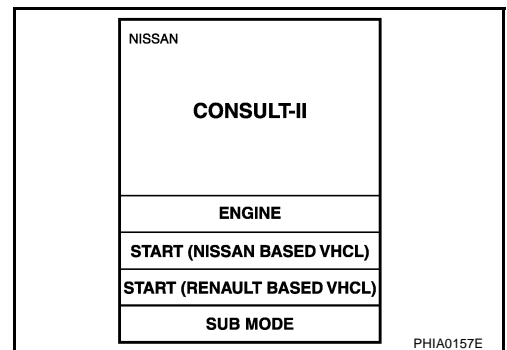 NISSAN
CONSULT-II
ENGINE
START (NISSAN BASED VHCL)
START (RENAULT BASED VHCL)
SUB MODE
PHIA0157E